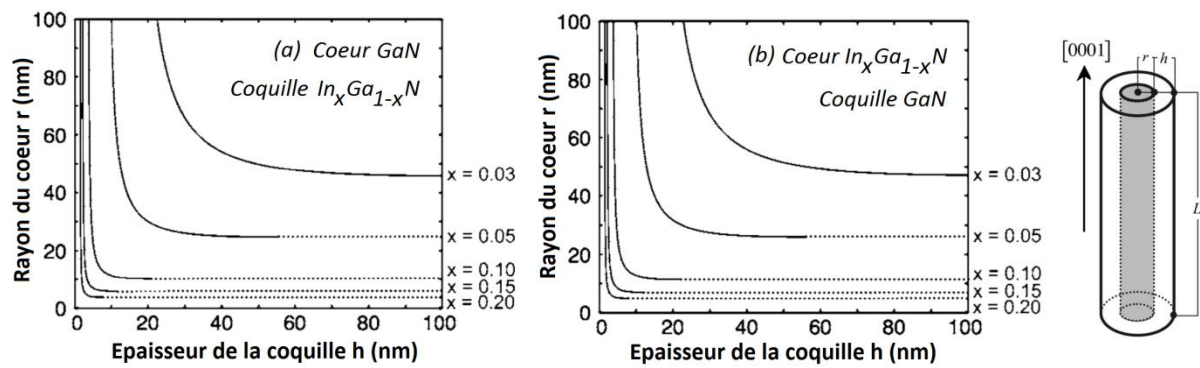 100
80
60
40
20
0
Rayon du coeur r (nm)
(a) Coeur GaN
Coquille InxGa1-xN
x = 0.03
x = 0.05
x = 0.10
x = 0.15
x = 0.20
0 20 40 60 80 100
Epaisseur de la coquille h (nm)
100
80
60
40
20
0
Rayon du coeur r (nm)
(b) Coeur InxGa1-xN
Coquille GaN
x = 0.03
x = 0.05
x = 0.10
x = 0.15
x = 0.20
0 20 40 60 80 100
Epaisseur de la coquille h (nm)
[0001]
r h
L